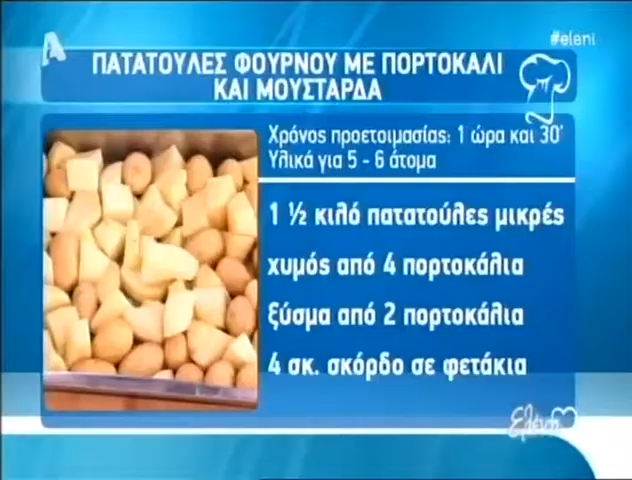 #eleni
ΠΑΤΑΤΟΥΛΕΣ ΦΟΥΡΝΟΥ ΜΕ ΠΟΡΤΟΚΑΛΙ
ΚΑΙ ΜΟΥΣΤΑΡΔΑ
Χρόνος προετοιμασίας: 1 ώρα και 30'
Υλικά για 5 - 6 άτομα
1 ½ κιλό πατατούλες μικρές
χυμός από 4 πορτοκάλια
ξύσμα από 2 πορτοκάλια
4 σκ. σκόρδο σε φετάκια
Ελένη